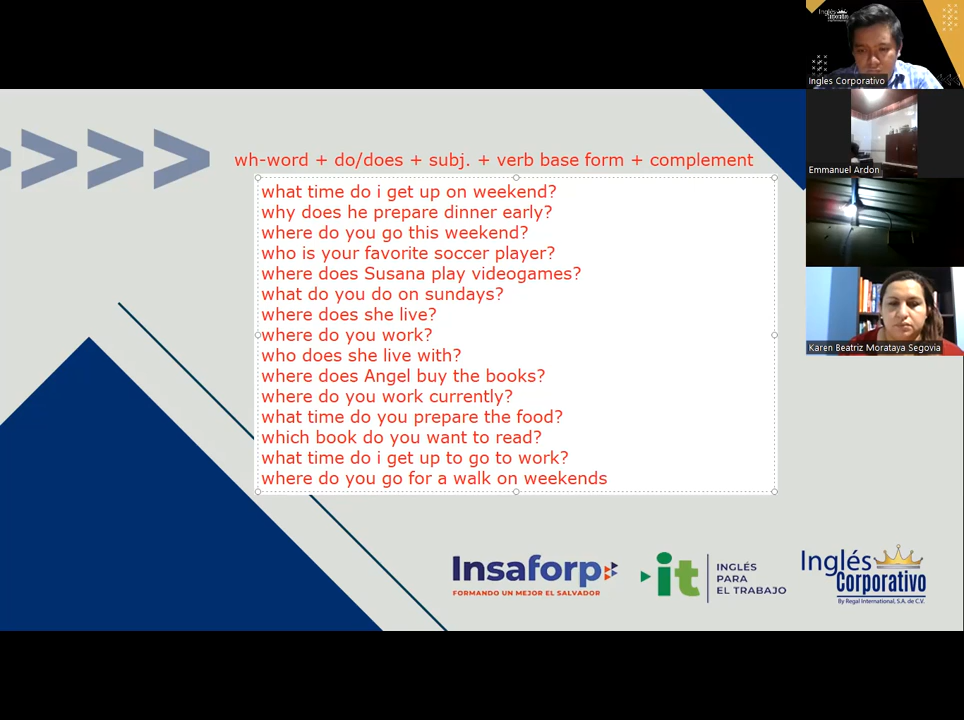 Inglés
Corporativo
Ingles Corporativo
Emmanuel Ardon
Karen Beatriz Morataya Segovia
wh-word + do/does + subj. + verb base form + complement
what time do i get up on weekend?
why does he prepare dinner early?
where do you go this weekend?
who is your favorite soccer player?
where does Susana play videogames?
what do you do on sundays?
where does she live?
where do you work?
who does she live with?
where does Angel buy the books?
where do you work currently?
what time do you prepare the food?
which book do you want to read?
what time do i get up to go to work?
where do you go for a walk on weekends
Insaforp
FORMANDO UN MEJOR EL SALVADOR
it
INGLÉS
PARA
EL TRABAJO
Inglés
Corporativo
By Regal International, S.A. de C.V.